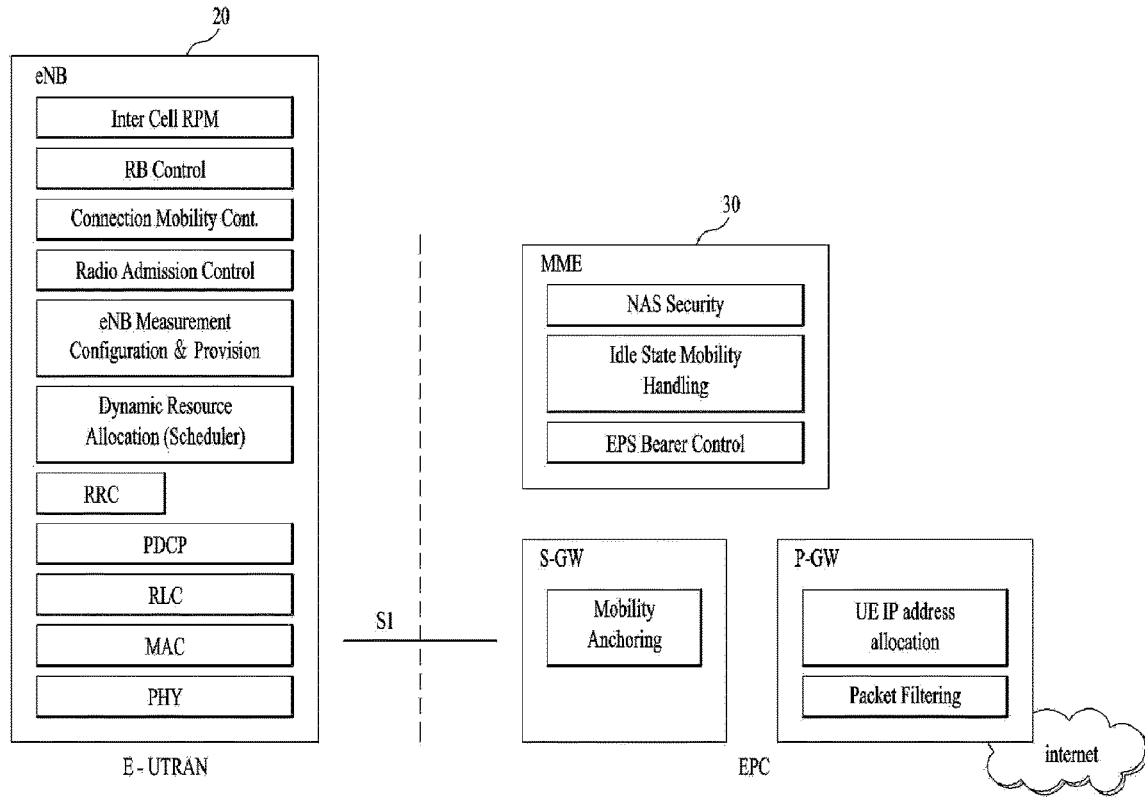 20
eNB
Inter Cell RPM
RB Control
Connection Mobility Cont.
Radio Admission Control
eNB Measurement
Configuration & Provision
Dynamic Resource
Allocation (Scheduler)
RRC
PDCP
RLC
MAC
PHY
E - UTRAN
S1
30
MME
NAS Security
Idle State Mobility
Handling
EPS Bearer Control
S-GW
Mobility
Anchoring
P-GW
UE IP address
allocation
Packet Filtering
internet
EPC